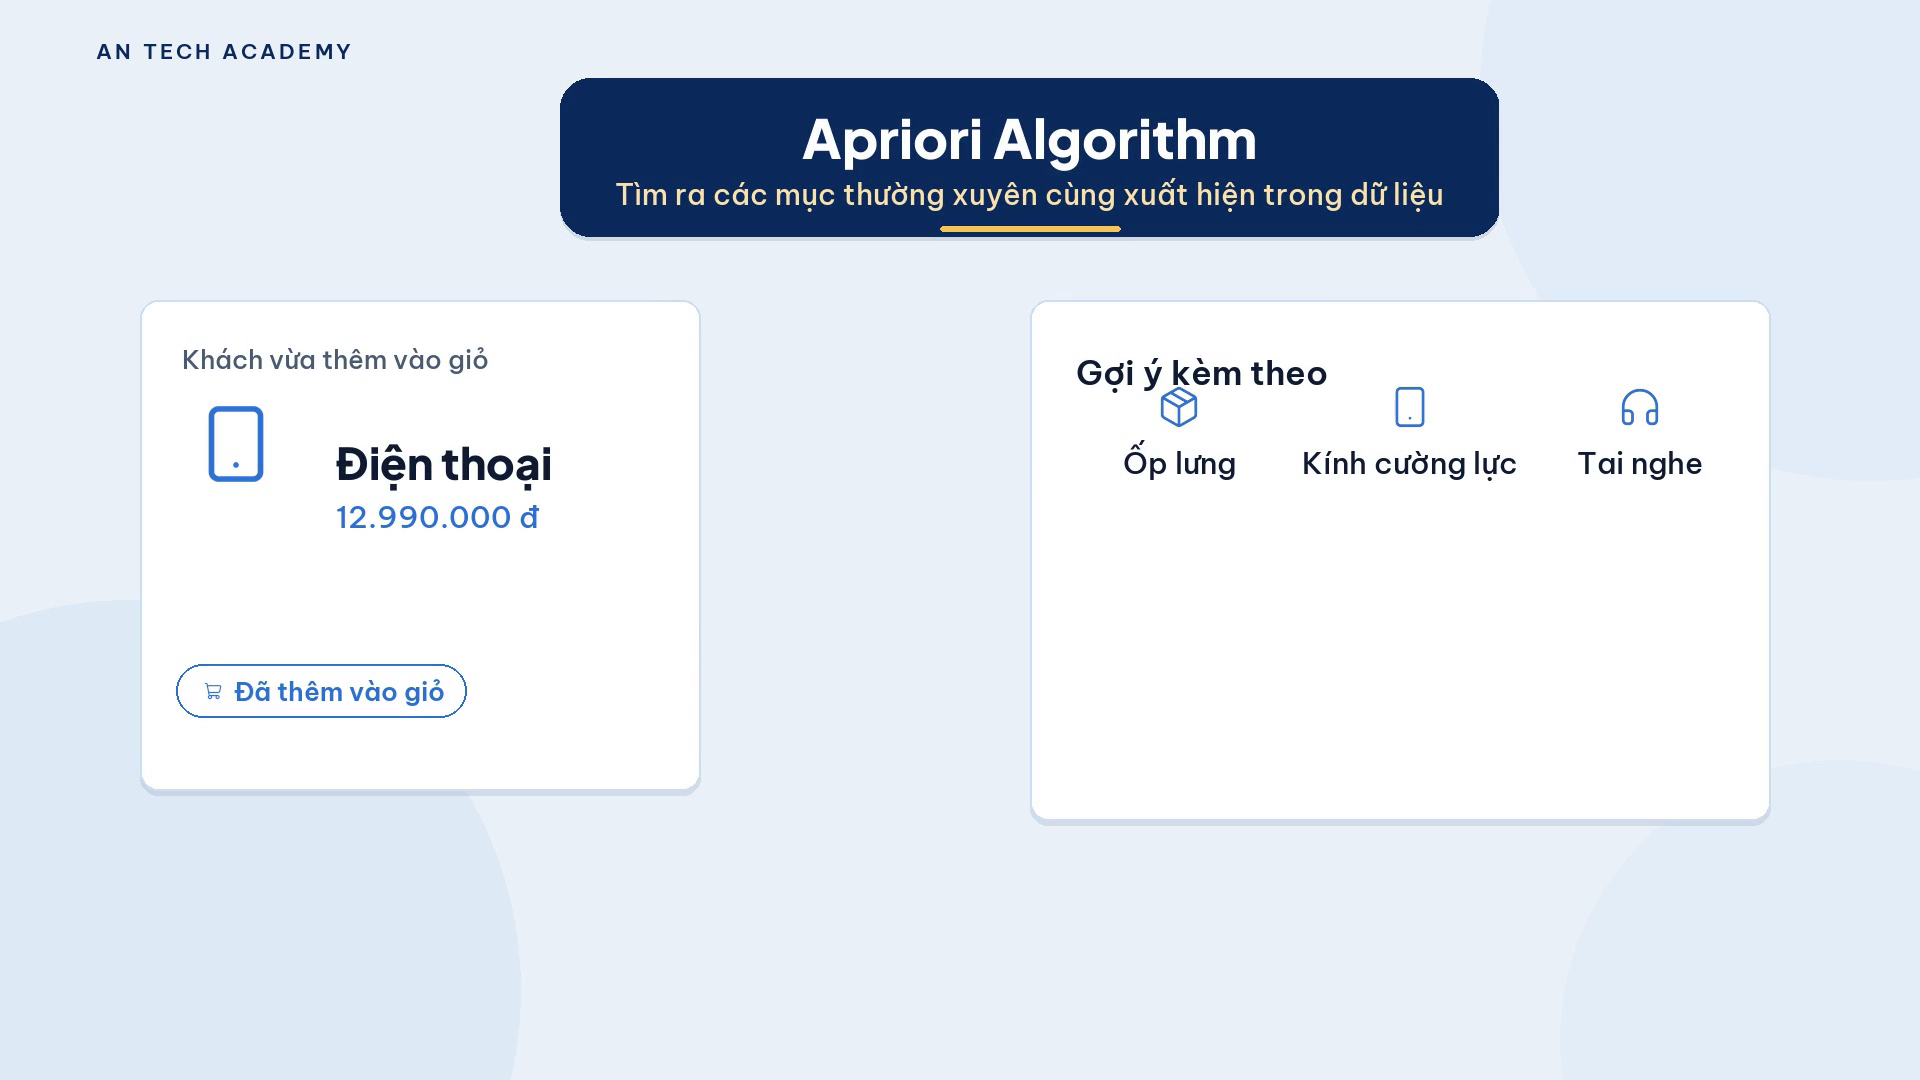 AN TECH ACADEMY
Apriori Algorithm
Tìm ra các mục thường xuyên cùng xuất hiện trong dữ liệu
Khách vừa thêm vào giỏ
Điện thoại
12.990.000 đ
Đã thêm vào giỏ
Gợi ý kèm theo
Ốp lưng
Kính cường lực
Tai nghe